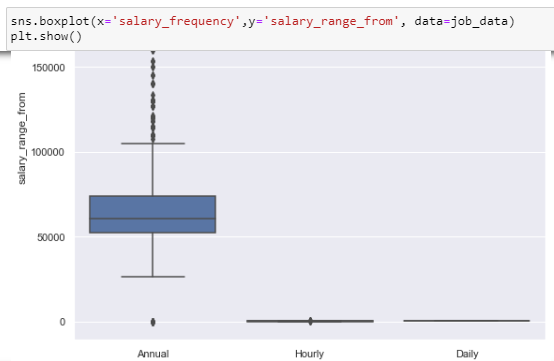 sns.boxplot(x='salary_frequency',y='salary_range_from', data=job_data)
plt.show()
150000
salary_range_from
100000
50000
0
Annual Hourly Daily